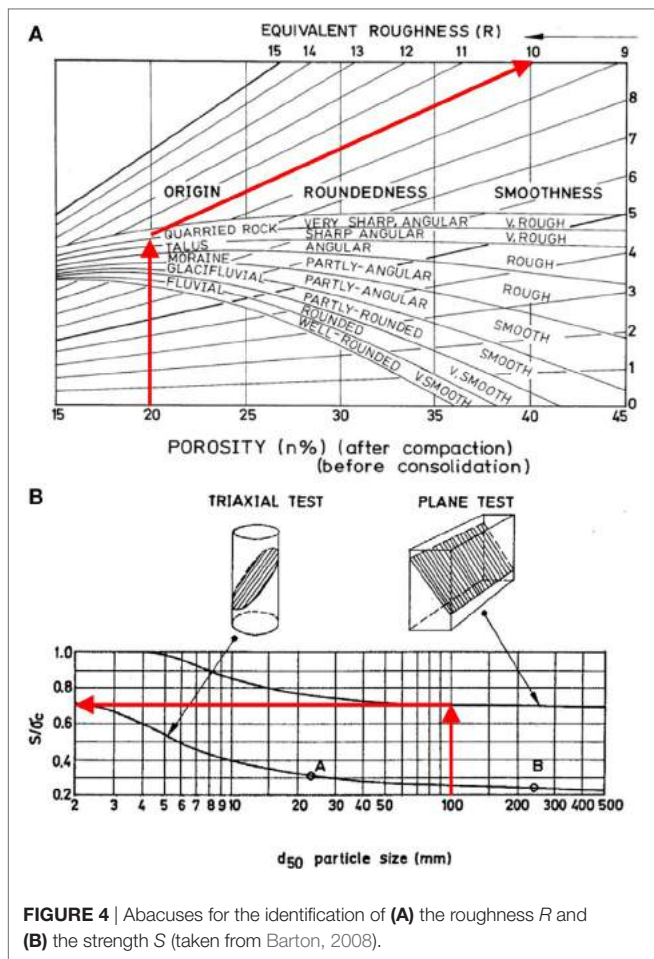 A
EQUIVALENT ROUGHNESS (R)
15 14 13 12 11 10 9
8
7
6
ORIGIN ROUNDEDNESS SMOOTHNESS
QUARRIED ROCK VERY SHARP, ANGULAR V. ROUGH 5
TALUS SHARP ANGULAR V. ROUGH
MORAINE ANGULAR ROUGH 4
GLACIFLUVIAL PARTLY-ANGULAR ROUGH
FLUVIAL PARTLY-ANGULAR SMOOTH 3
PARTLY-ROUNDED SMOOTH 2
ROUNDED V. SMOOTH 1
WELL-ROUNDED V.SMOOTH 0
15 20 25 30 35 40 45
POROSITY (n%) (after compaction)
(before consolidation)
B
TRIAXIAL TEST PLANE TEST
1.0
0.8
S/σc 0.6
0.4 A B
0.2
2 3 4 5 6 7 8 9 10 20 30 40 50 100 200 300 400 500
d50 particle size (mm)
FIGURE 4 | Abacuses for the identification of (A) the roughness R and
(B) the strength S (taken from Barton, 2008).